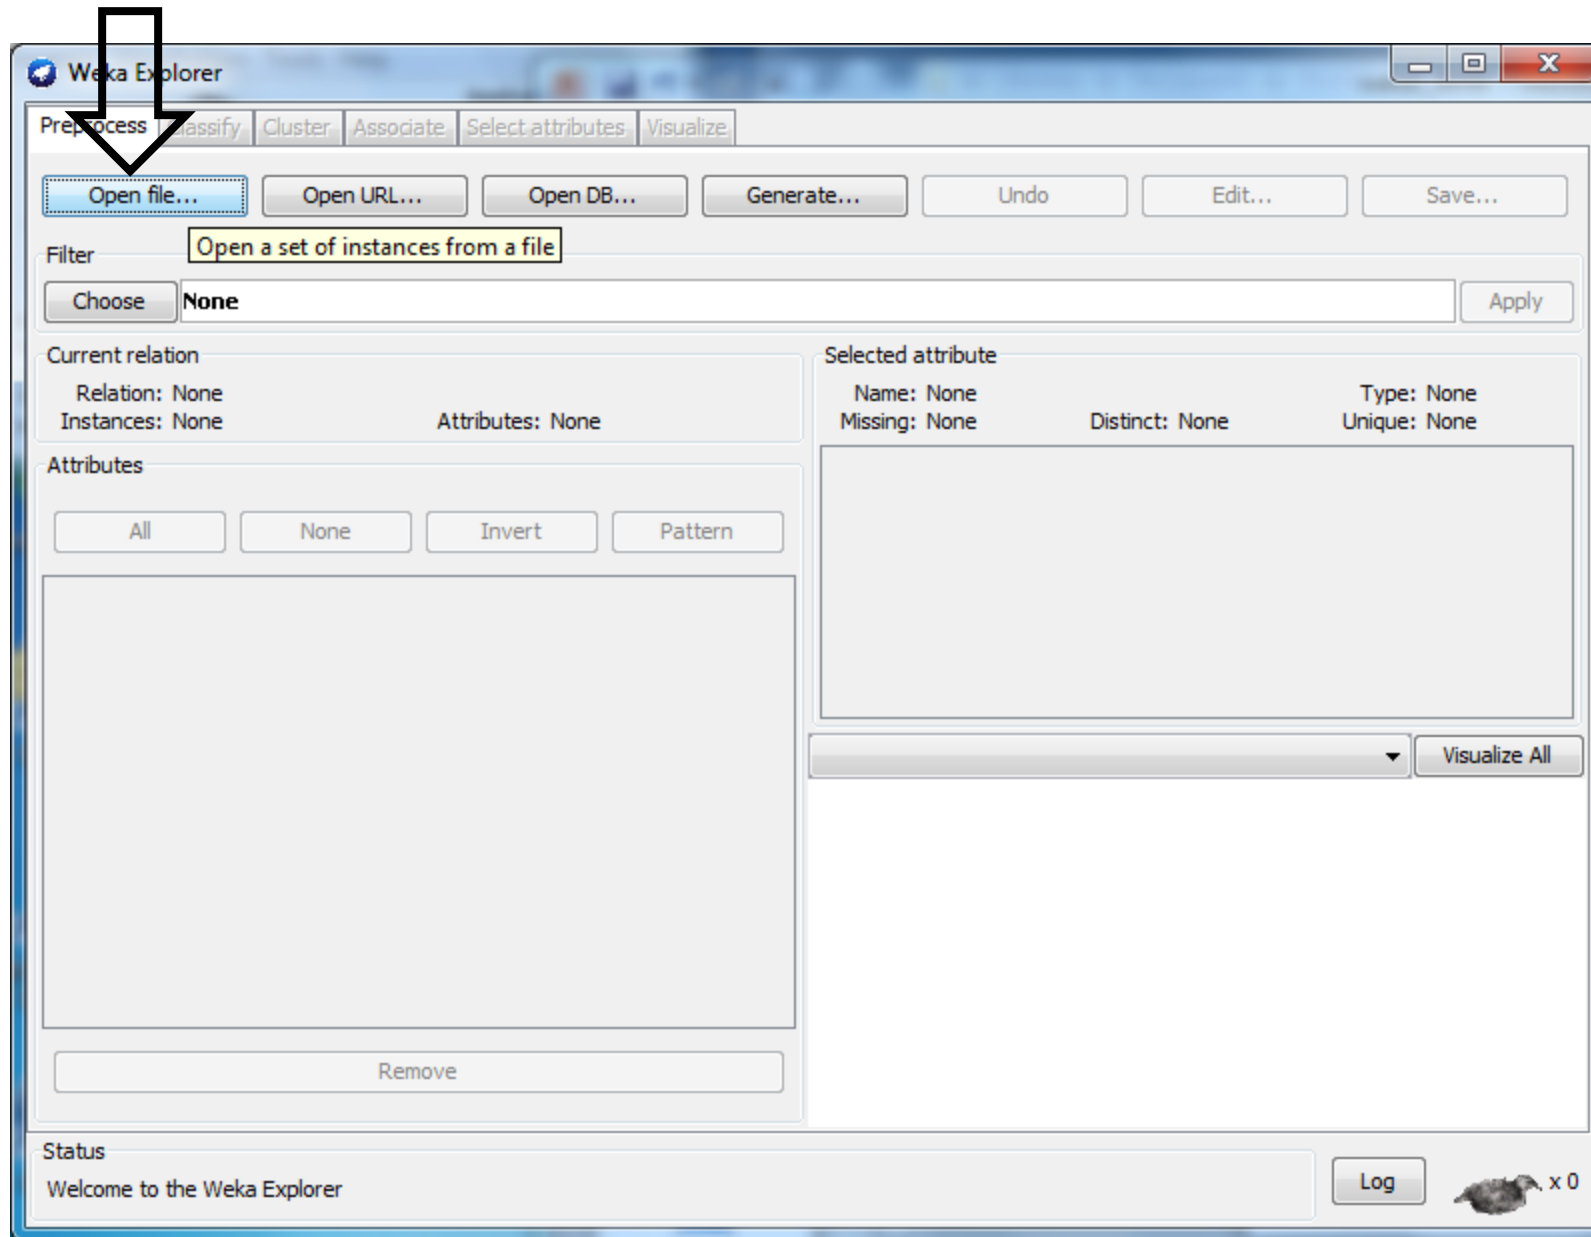 Weka Explorer
Preprocess Classify Cluster Associate Select attributes Visualize
Open file... Open URL... Open DB... Generate... Undo Edit... Save...
Open a set of instances from a file
Filter
Choose None Apply
Current relation
Relation: None
Instances: None Attributes: None
Selected attribute
Name: None Type: None
Missing: None Distinct: None Unique: None
Attributes
All None Invert Pattern
Visualize All
Remove
Status
Welcome to the Weka Explorer
Log x 0